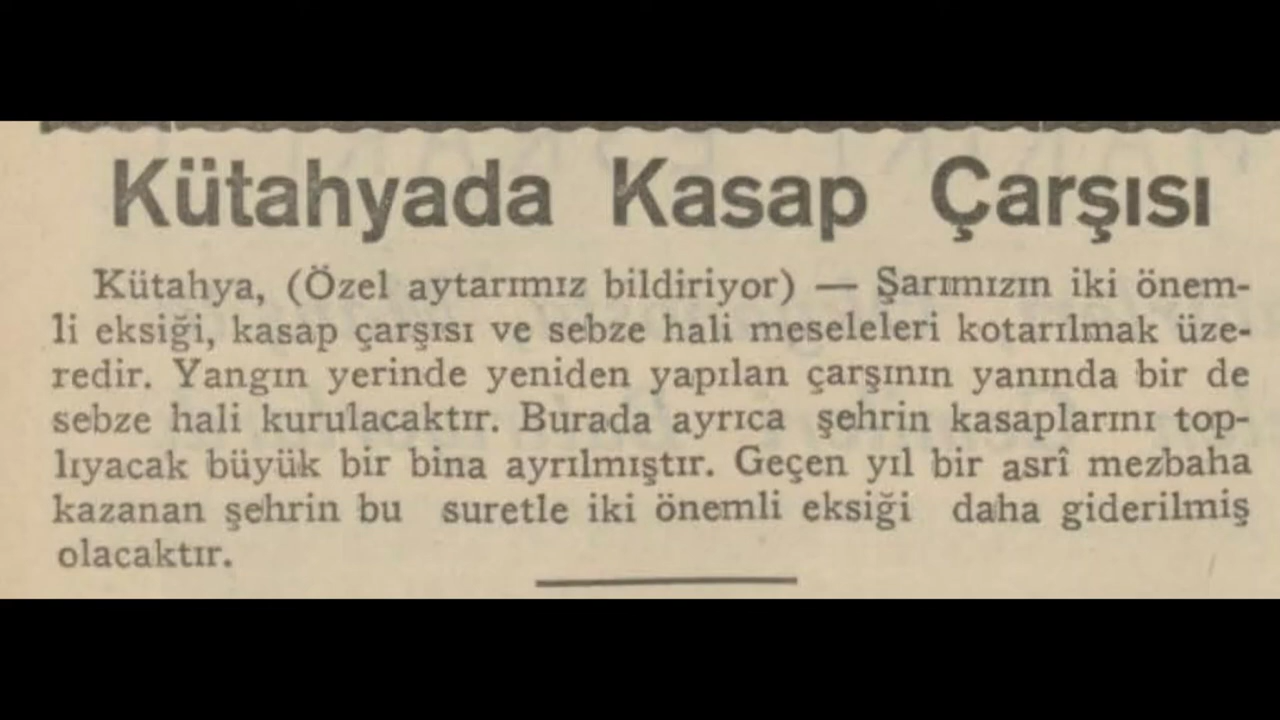 Kütahyada Kasap Çarşısı
Kütahya, (Özel aytarımız bildiriyor) — Şarımızın iki önem-
li eksiği, kasap çarşısı ve sebze hali meseleleri kotarılmak üze-
redir. Yangın yerinde yeniden yapılan çarşının yanında bir de
sebze hali kurulacaktır. Burada ayrıca şehrin kasaplarını top-
lıyacak büyük bir bina ayrılmıştır. Geçen yıl bir asrî mezbaha
kazanan şehrin bu suretle iki önemli eksiği daha giderilmiş
olacaktır.